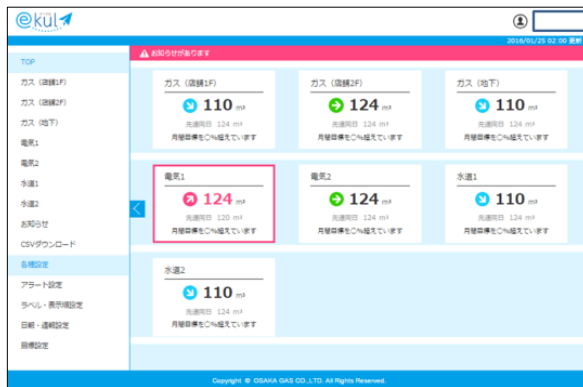 ekul
2016/01/25 02:00 更新
TOP
ガス（店舗1F）
ガス（店舗2F）
ガス（地下）
電気1
電気2
水道1
水道2
お知らせ
CSVダウンロード
各種設定
アラート設定
ラベル・表示順設定
日報・週報設定
目標設定
お知らせがあります
ガス（店舗1F）
110 m³
先週同日 124 m³
月間目標を○%超えています
ガス（店舗2F）
124 m³
先週同日 124 m³
月間目標を○%超えています
ガス（地下）
110 m³
先週同日 124 m³
月間目標を○%超えています
電気1
124 m³
先週同日 120 m³
月間目標を○%超えています
電気2
124 m³
先週同日 124 m³
月間目標を○%超えています
水道1
110 m³
先週同日 124 m³
月間目標を○%超えています
水道2
110 m³
先週同日 124 m³
月間目標を○%超えています
Copyright © OSAKA GAS CO.,LTD. All Rights Reserved.